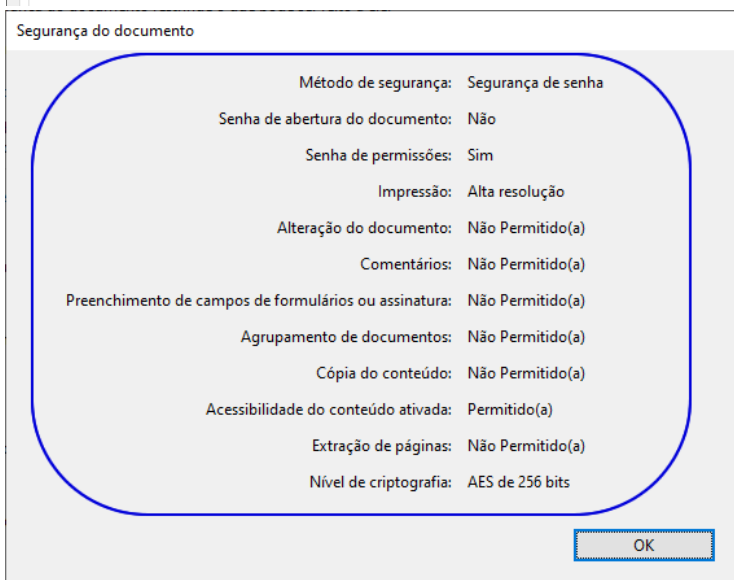 Segurança do documento
Método de segurança: Segurança de senha
Senha de abertura do documento: Não
Senha de permissões: Sim
Impressão: Alta resolução
Alteração do documento: Não Permitido(a)
Comentários: Não Permitido(a)
Preenchimento de campos de formulários ou assinatura: Não Permitido(a)
Agrupamento de documentos: Não Permitido(a)
Cópia do conteúdo: Não Permitido(a)
Acessibilidade do conteúdo ativada: Permitido(a)
Extração de páginas: Não Permitido(a)
Nível de criptografia: AES de 256 bits
OK